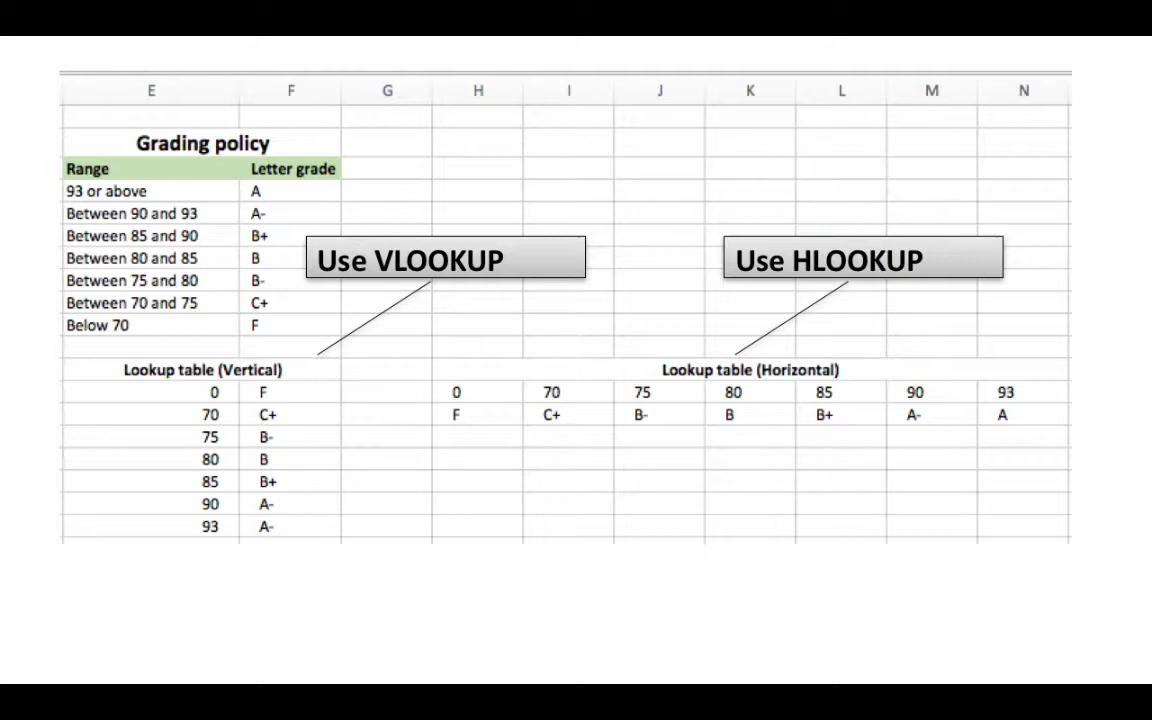 E F G H I J K L M N
Grading policy
Range Letter grade
93 or above A
Between 90 and 93 A-
Between 85 and 90 B+
Between 80 and 85 B
Between 75 and 80 B-
Between 70 and 75 C+
Below 70 F
Use VLOOKUP
Use HLOOKUP
Lookup table (Vertical)
0 F
70 C+
75 B-
80 B
85 B+
90 A-
93 A-
Lookup table (Horizontal)
0 70 75 80 85 90 93
F C+ B- B B+ A- A